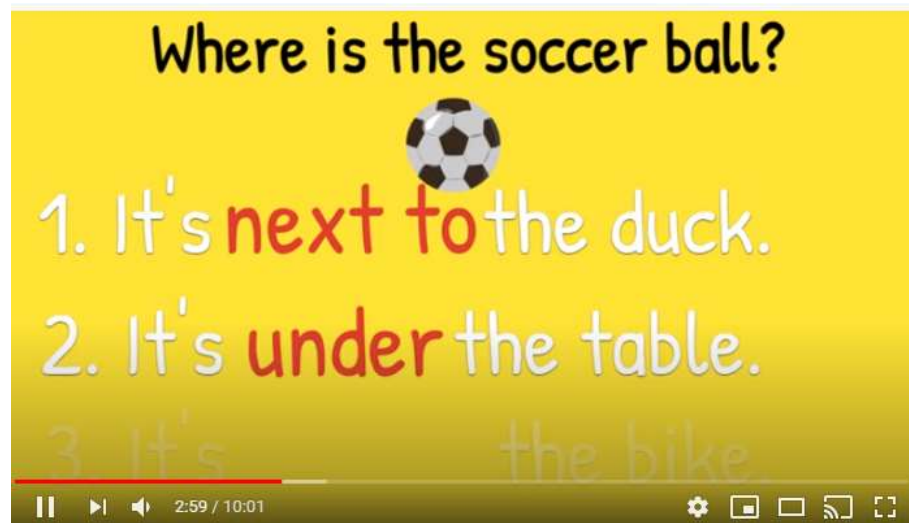 Where is the soccer ball?
1. It's next to the duck.
2. It's under the table.
3. It's the bike.
2:59 / 10:01